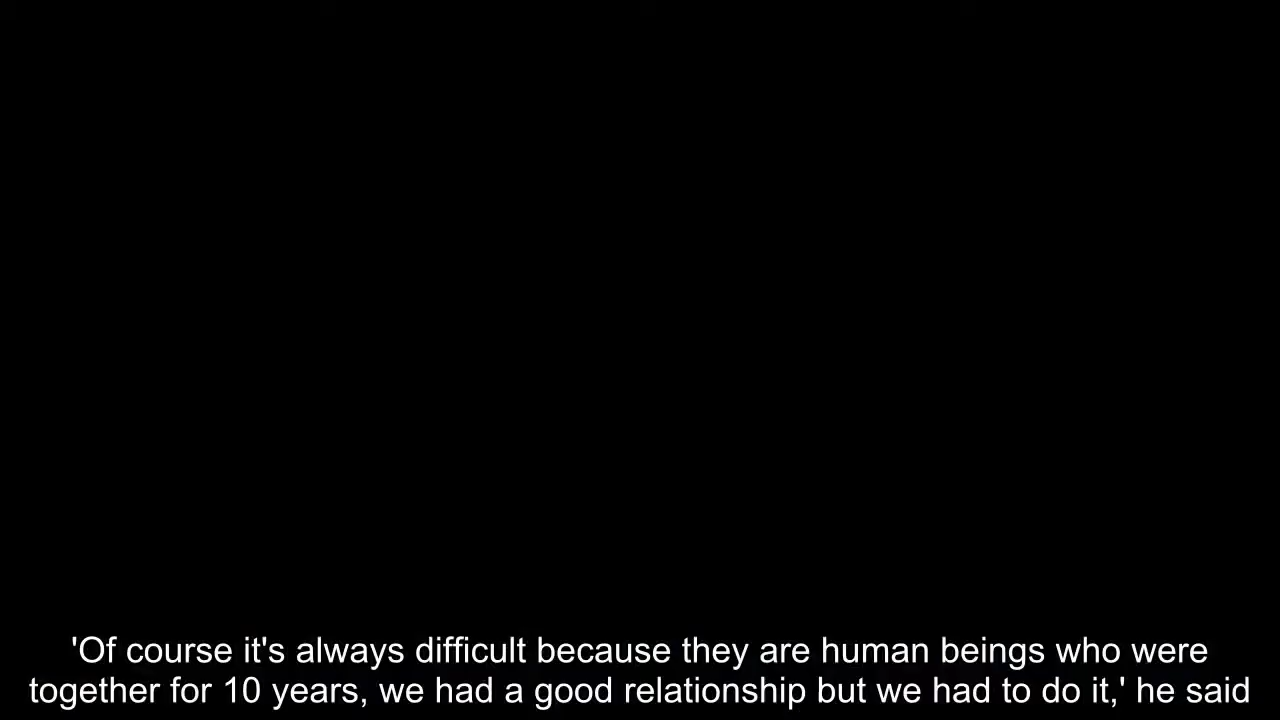 'Of course it's always difficult because they are human beings who were
together for 10 years, we had a good relationship but we had to do it,' he said